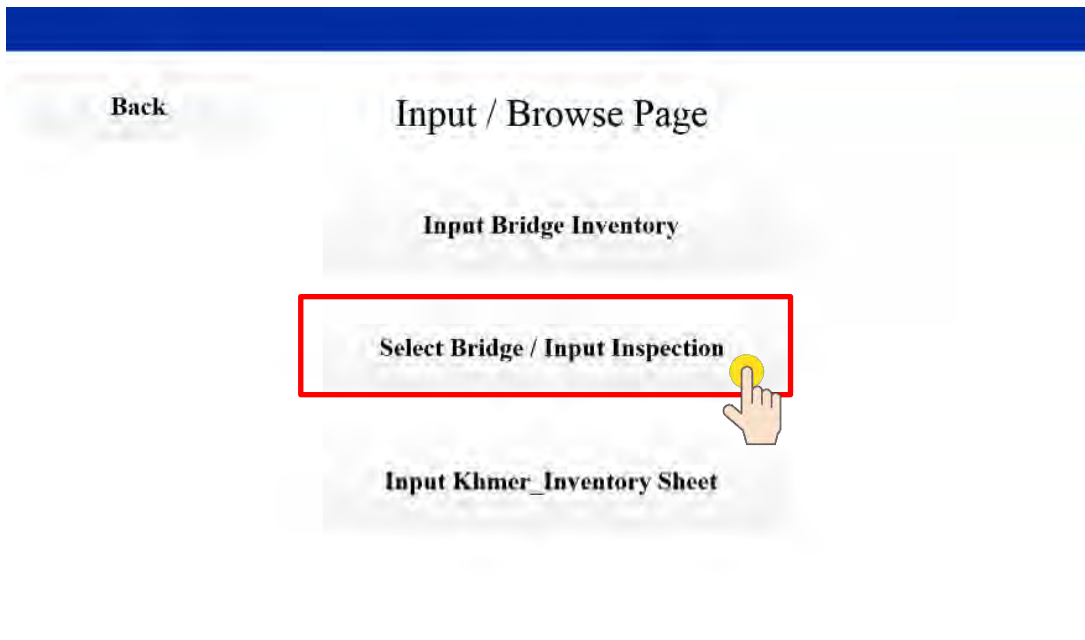 Back
Input / Browse Page
Input Bridge Inventory
Select Bridge / Input Inspection
Input Khmer_Inventory Sheet